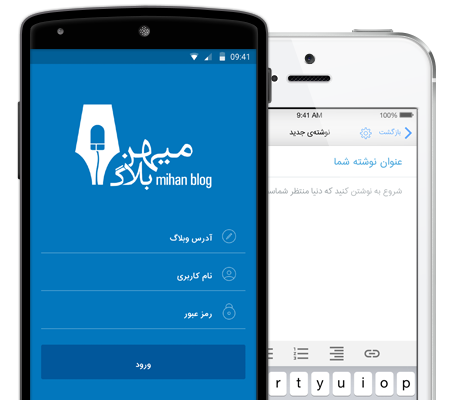 09:41
میهن
بلاگ
mihan blog
آدرس وبلاگ
نام کاربری
رمز عبور
ورود
9:41 AM
100%
بازگشت
نوشته‌ی جدید
عنوان نوشته شما
شروع به نوشتن کنید که دنیا منتظر شماس
r t y u i o p